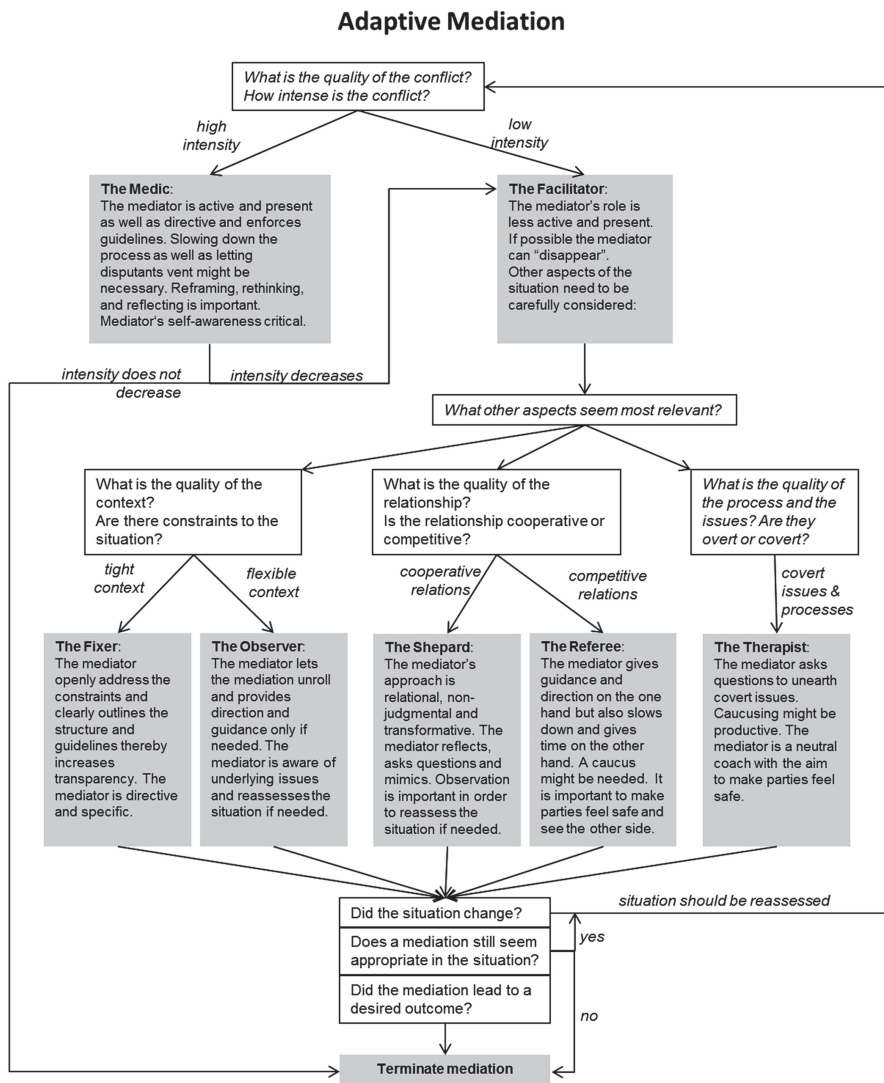 Adaptive Mediation
What is the quality of the conflict?
How intense is the conflict?
high
intensity
low
intensity
The Medic:
The mediator is active and present
as well as directive and enforces
guidelines. Slowing down the
process as well as letting
disputants vent might be
necessary. Reframing, rethinking,
and reflecting is important.
Mediator's self-awareness critical.
The Facilitator:
The mediator's role is
less active and present.
If possible the mediator
can “disappear”.
Other aspects of the
situation need to be
carefully considered:
intensity does not
decrease
intensity decreases
What other aspects seem most relevant?
What is the quality of the
context?
Are there constraints to the
situation?
What is the quality of the
relationship?
Is the relationship cooperative or
competitive?
What is the quality of
the process and the
issues? Are they
overt or covert?
tight
context
flexible
context
cooperative
relations
competitive
relations
covert
issues &
processes
The Fixer:
The mediator
openly address the
constraints and
clearly outlines the
structure and
guidelines thereby
increases
transparency. The
mediator is directive
and specific.
The Observer:
The mediator lets
the mediation unroll
and provides
direction and
guidance only if
needed. The
mediator is aware of
underlying issues
and reassesses the
situation if needed.
The Shepard:
The mediator's
approach is
relational, non-
judgmental and
transformative. The
mediator reflects,
asks questions and
mimics. Observation
is important in order
to reassess the
situation if needed.
The Referee:
The mediator gives
guidance and
direction on the one
hand but also slows
down and gives
time on the other
hand. A caucus
might be needed. It
is important to make
parties feel safe and
see the other side.
The Therapist:
The mediator asks
questions to unearth
covert issues.
Caucusing might be
productive. The
mediator is a neutral
coach with the aim
to make parties feel
safe.
Did the situation change?
situation should be reassessed
Does a mediation still seem
appropriate in the situation?
yes
Did the mediation lead to a
desired outcome?
no
Terminate mediation